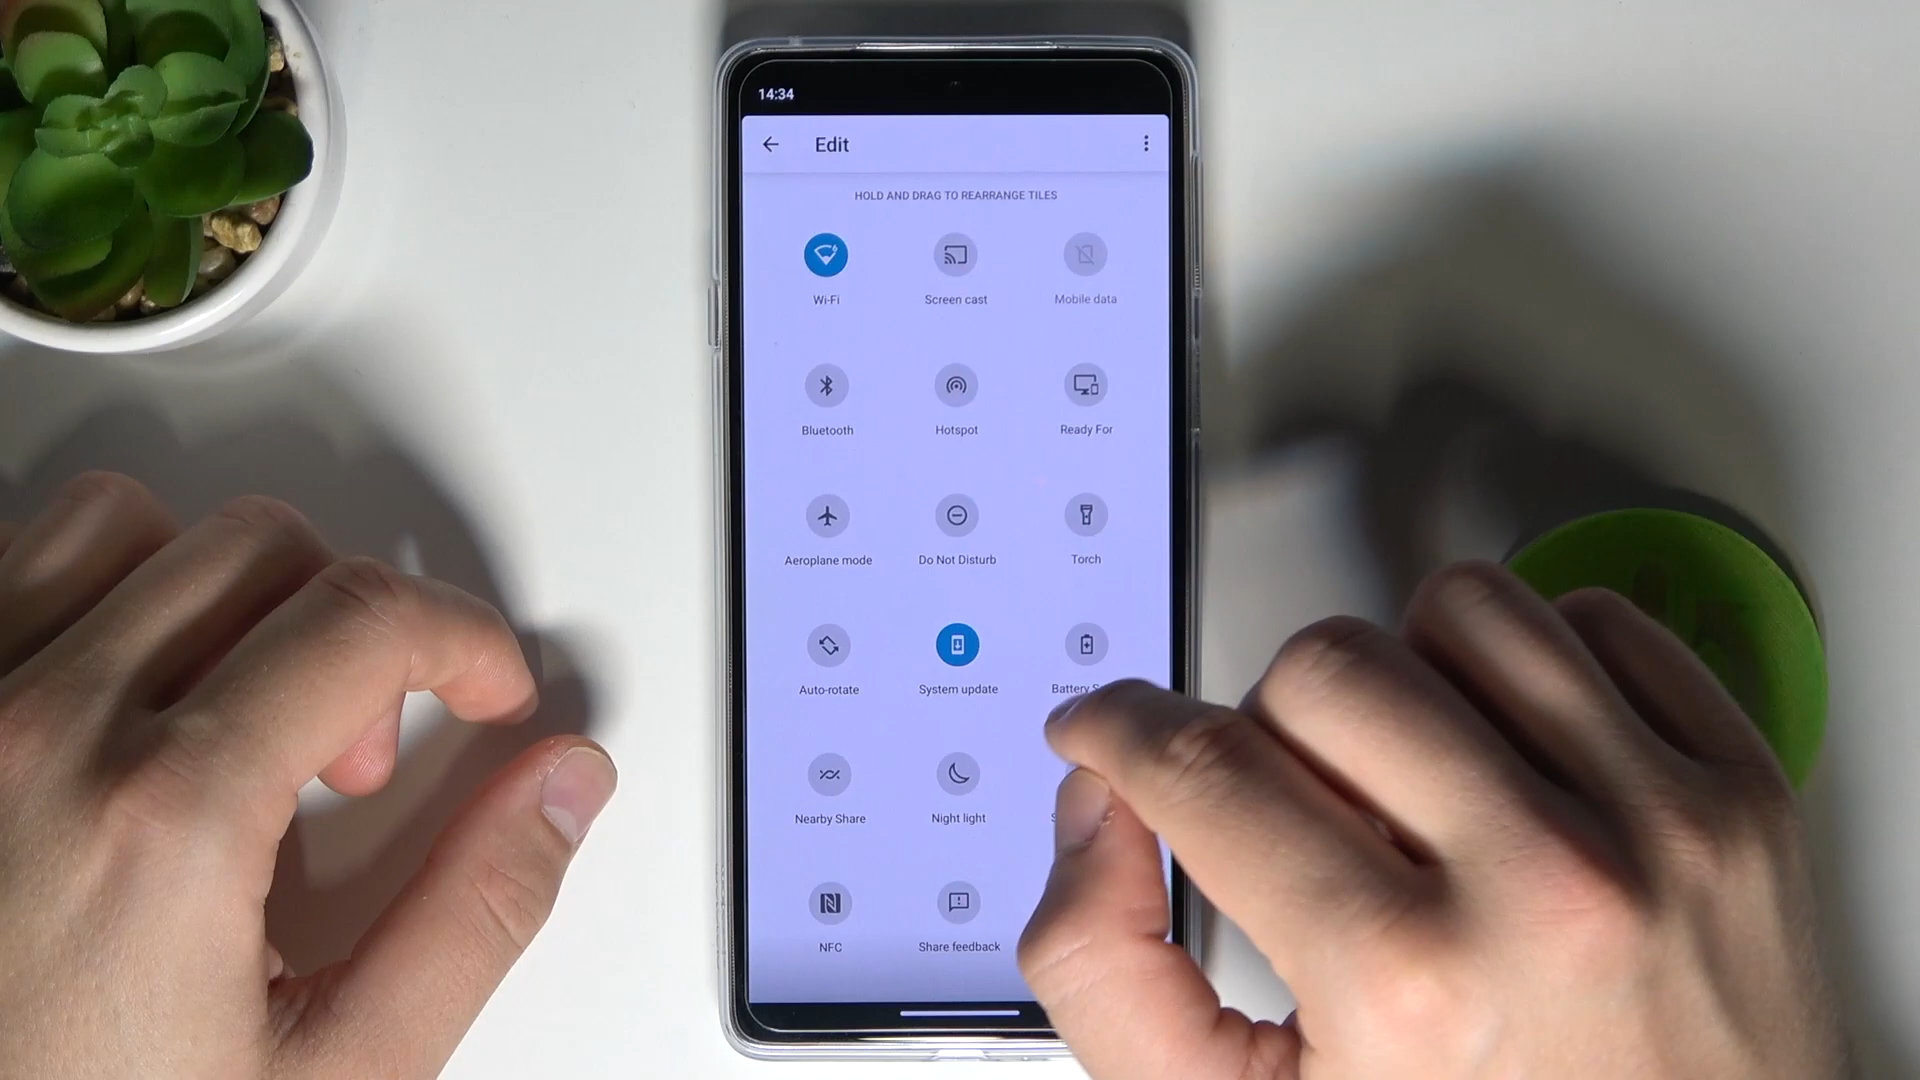 14:34
Edit
HOLD AND DRAG TO REARRANGE TILES
Wi-Fi
Screen cast
Mobile data
Bluetooth
Hotspot
Ready For
Aeroplane mode
Do Not Disturb
Torch
Auto-rotate
System update
Battery
Nearby Share
Night light
NFC
Share feedback